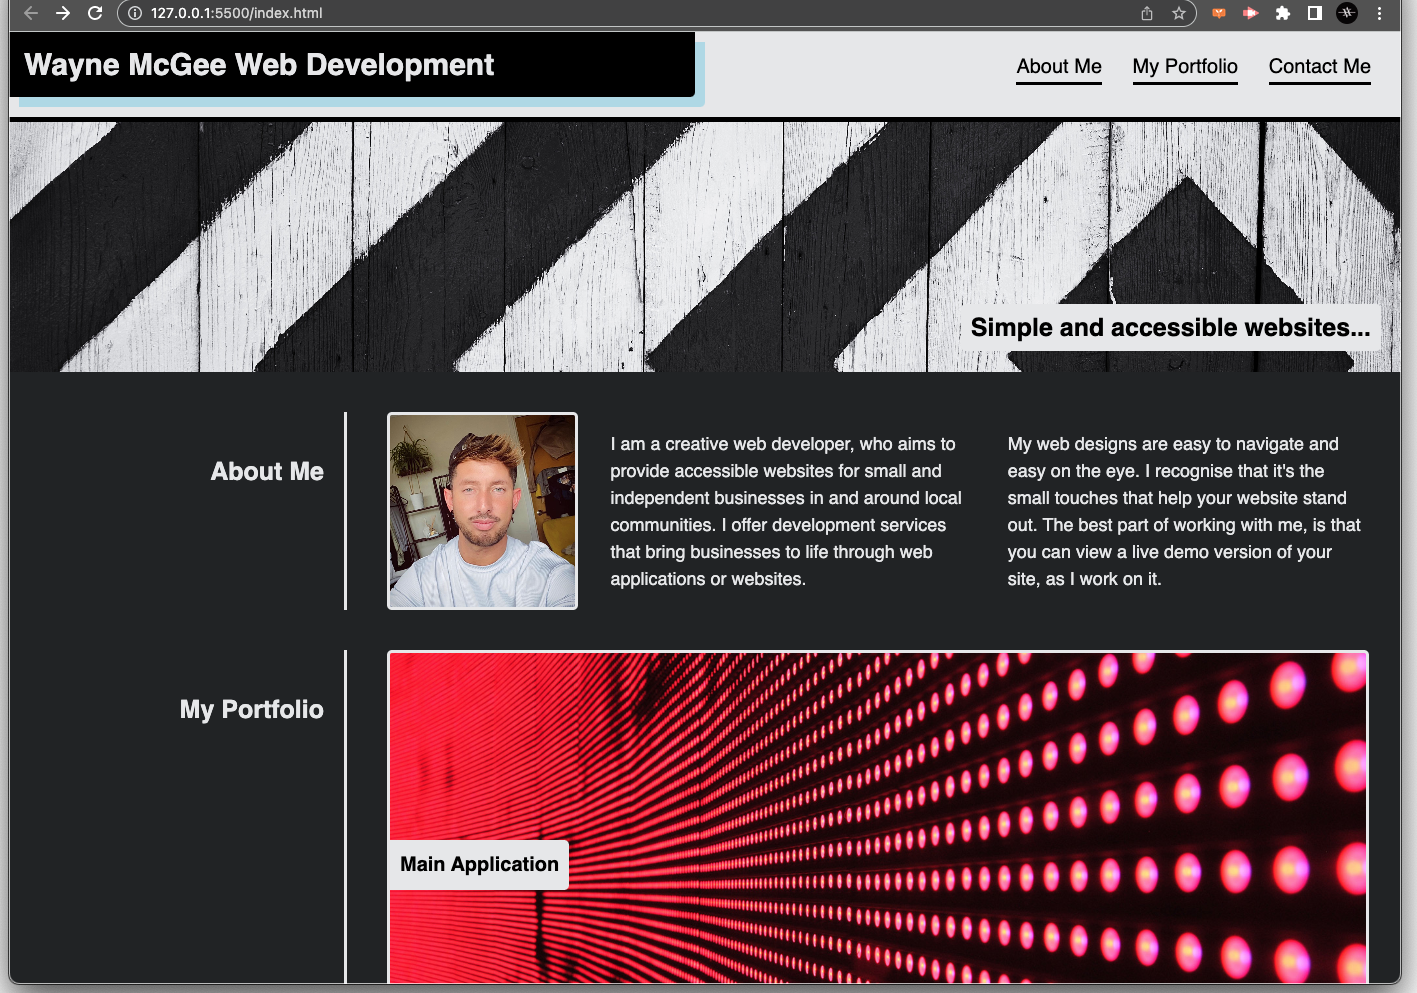 127.0.0.1:5500/index.html
Wayne McGee Web Development
About Me
My Portfolio
Contact Me
Simple and accessible websites...
About Me
I am a creative web developer, who aims to
provide accessible websites for small and
independent businesses in and around local
communities. I offer development services
that bring businesses to life through web
applications or websites.
My web designs are easy to navigate and
easy on the eye. I recognise that it's the
small touches that help your website stand
out. The best part of working with me, is that
you can view a live demo version of your
site, as I work on it.
My Portfolio
Main Application